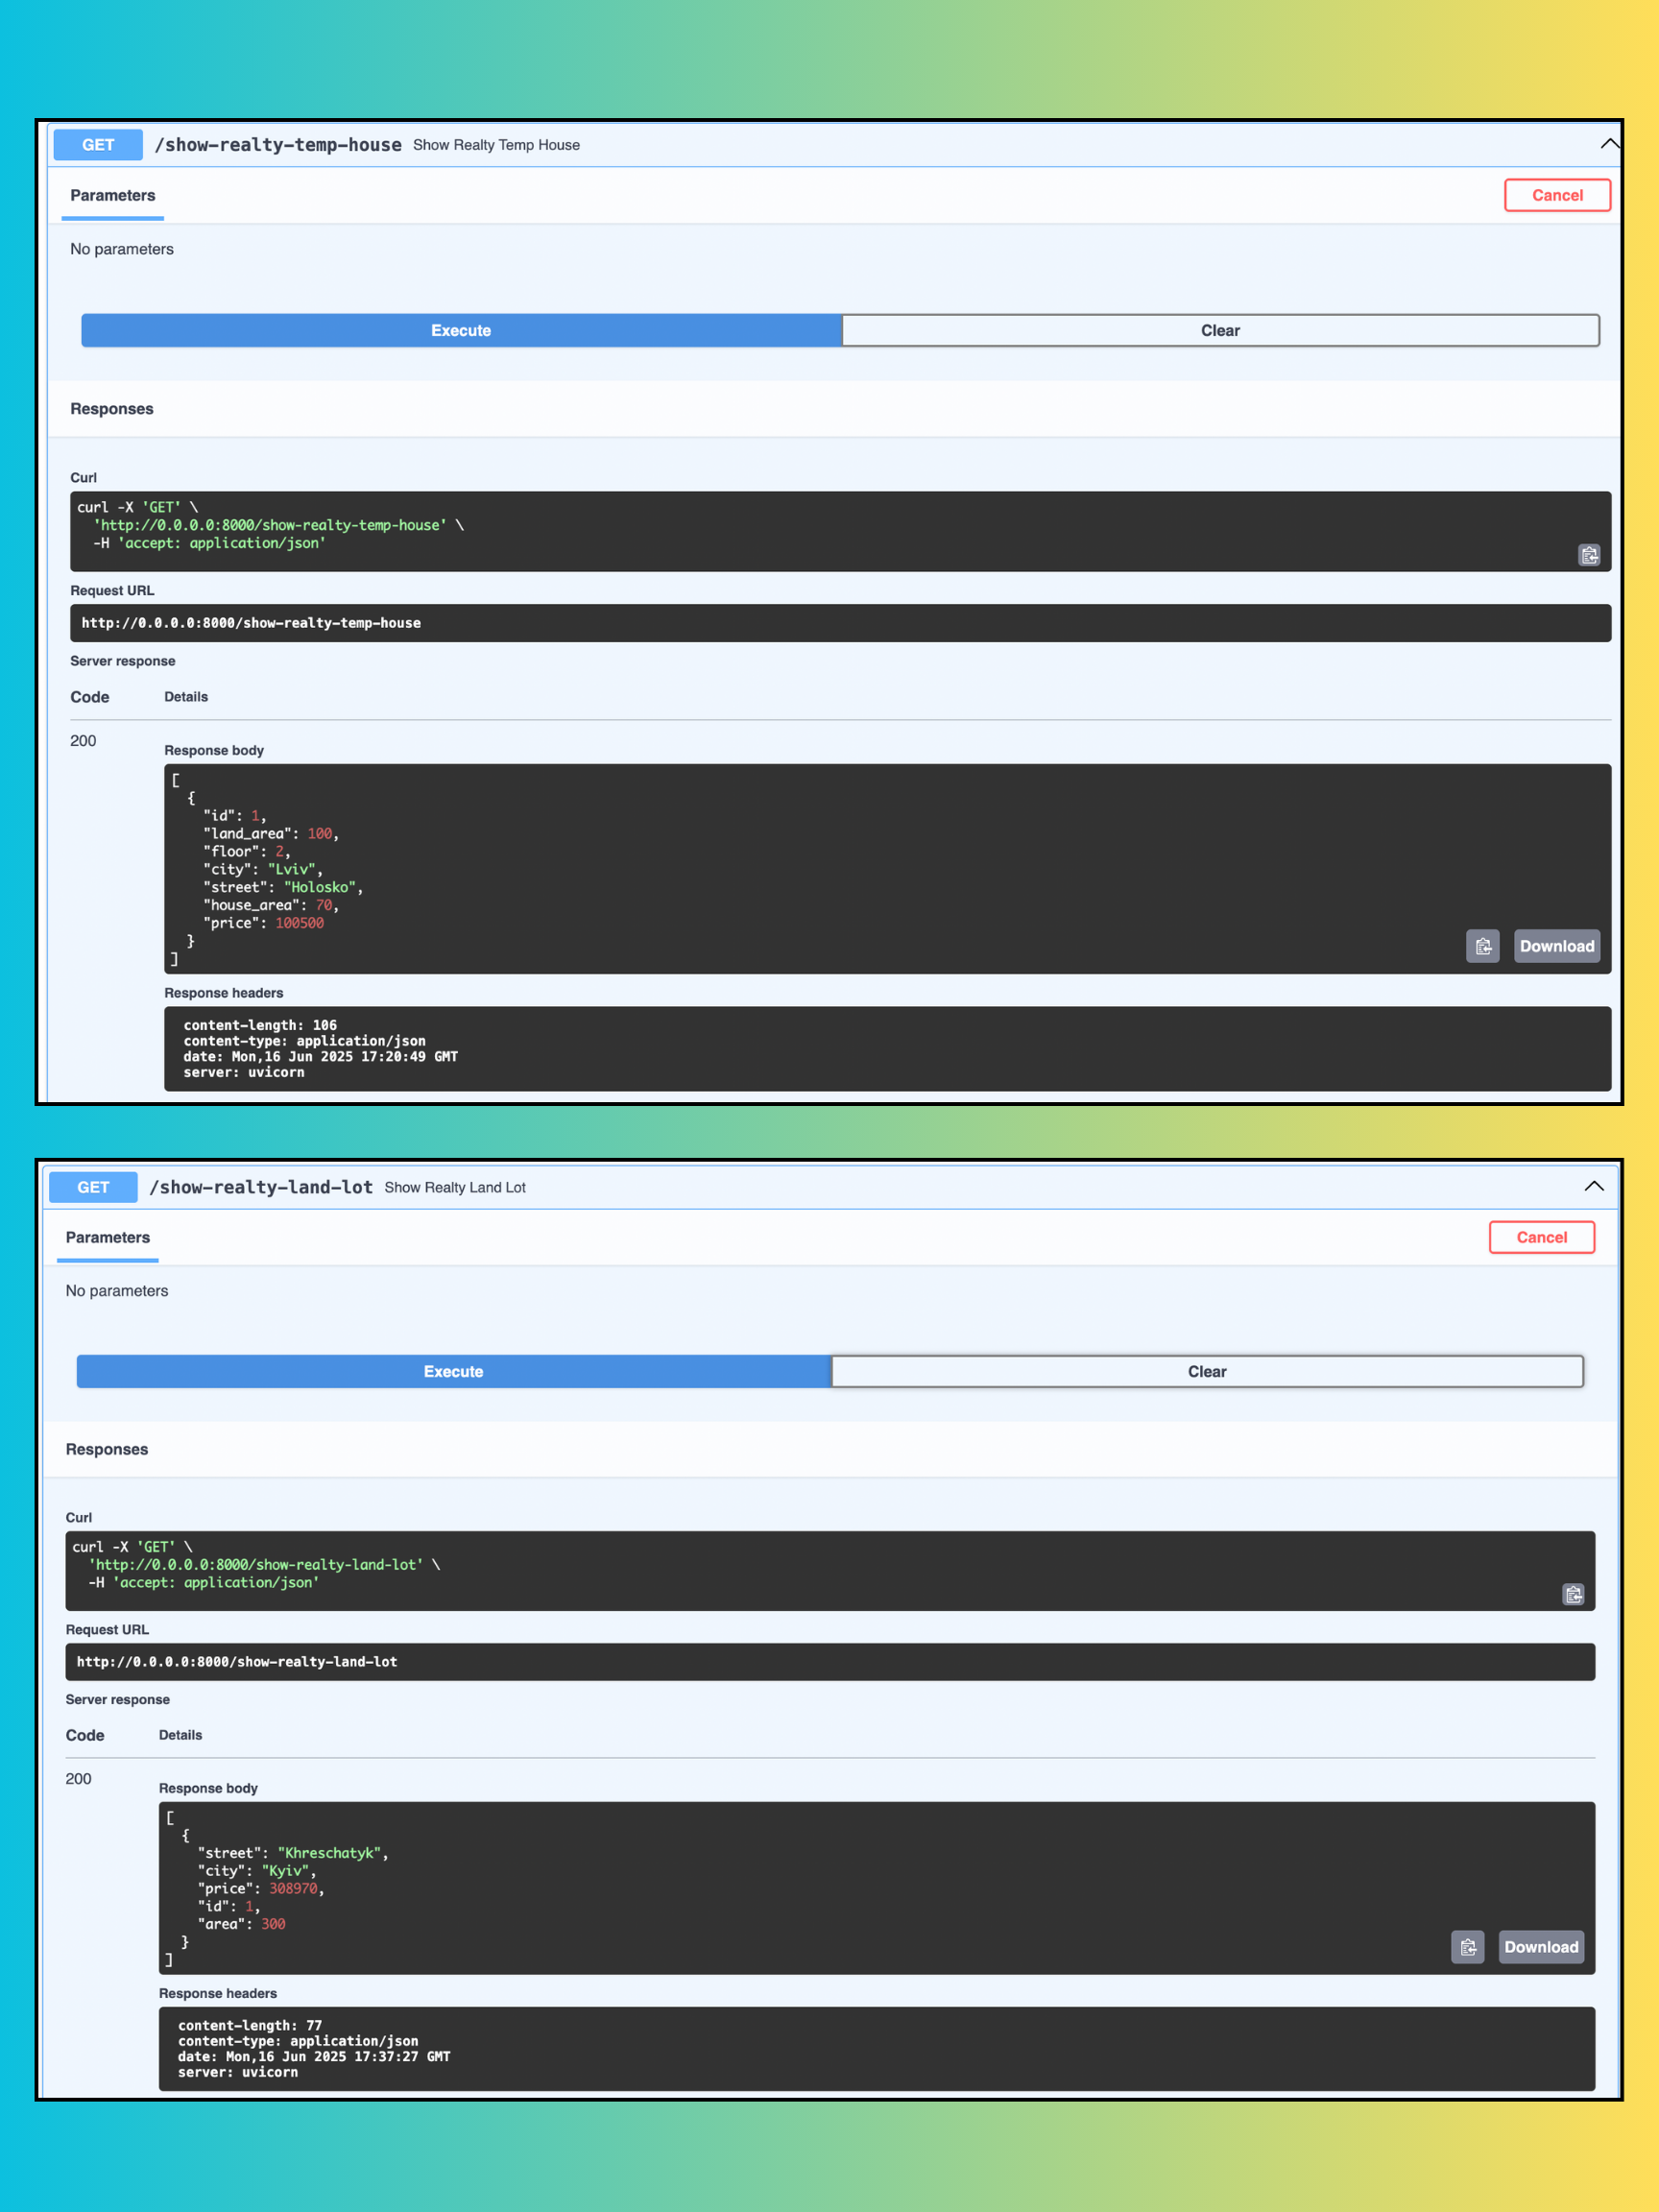 GET /show-realty-temp-house Show Realty Temp House
Parameters
Cancel
No parameters
Execute
Clear
Responses
Curl
curl -X 'GET' \
  'http://0.0.0.0:8000/show-realty-temp-house' \
  -H 'accept: application/json'
Request URL
http://0.0.0.0:8000/show-realty-temp-house
Server response
Code Details
200
Response body
[
  {
    "id": 1,
    "land_area": 100,
    "floor": 2,
    "city": "Lviv",
    "street": "Holosko",
    "house_area": 70,
    "price": 100500
  }
]
Download
Response headers
content-length: 106
content-type: application/json
date: Mon,16 Jun 2025 17:20:49 GMT
server: uvicorn
GET /show-realty-land-lot Show Realty Land Lot
Parameters
Cancel
No parameters
Execute
Clear
Responses
Curl
curl -X 'GET' \
  'http://0.0.0.0:8000/show-realty-land-lot' \
  -H 'accept: application/json'
Request URL
http://0.0.0.0:8000/show-realty-land-lot
Server response
Code Details
200
Response body
[
  {
    "street": "Khreschatyk",
    "city": "Kyiv",
    "price": 308970,
    "id": 1,
    "area": 300
  }
]
Download
Response headers
content-length: 77
content-type: application/json
date: Mon,16 Jun 2025 17:37:27 GMT
server: uvicorn